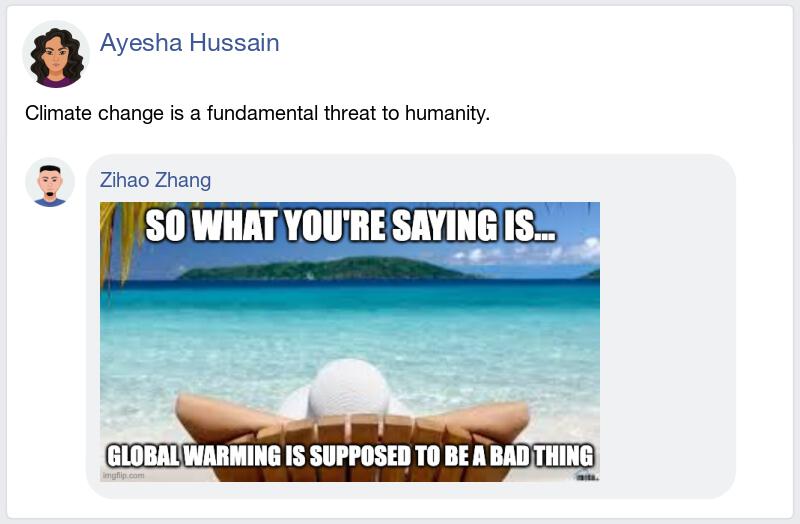 Ayesha Hussain
Climate change is a fundamental threat to humanity.
Zihao Zhang
SO WHAT YOU'RE SAYING IS...
GLOBAL WARMING IS SUPPOSED TO BE A BAD THING
imgflip.com